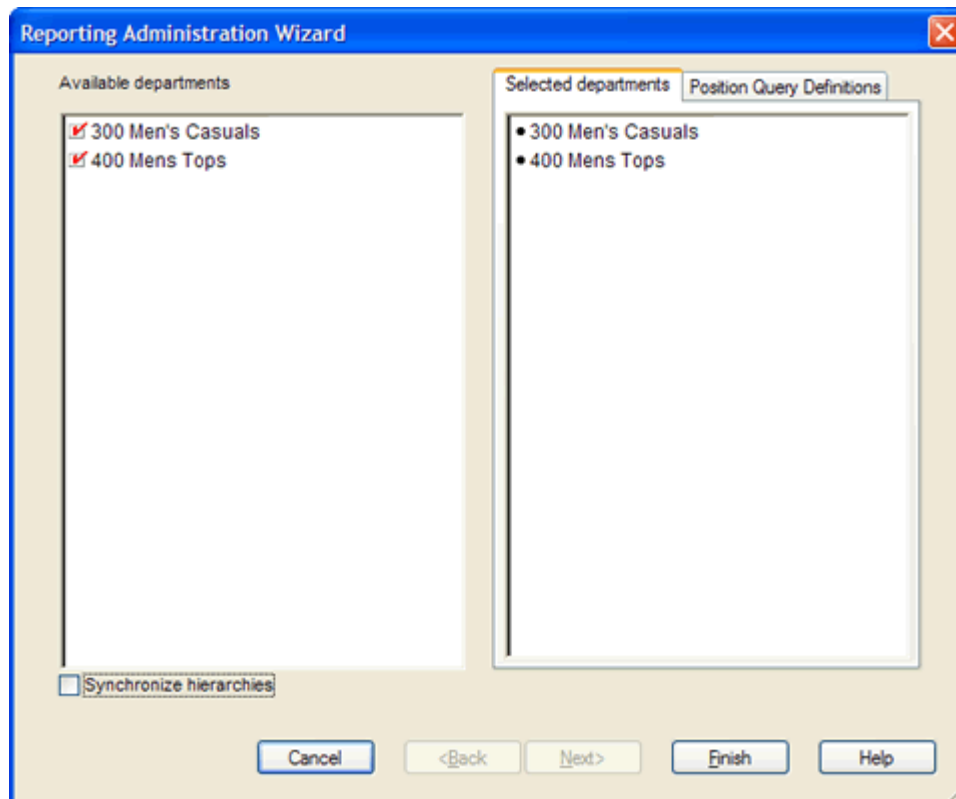 Reporting Administration Wizard
Available departments
Selected departments
Position Query Definitions
300 Men's Casuals
400 Mens Tops
• 300 Men's Casuals
• 400 Mens Tops
Synchronize hierarchies
Cancel
<Back
Next>
Finish
Help